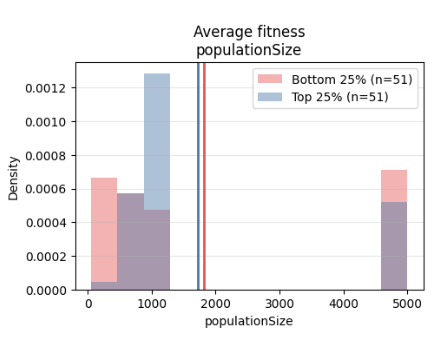 Average fitness
populationSize
Bottom 25% (n=51)
Top 25% (n=51)
Density
0.0012
0.0010
0.0008
0.0006
0.0004
0.0002
0.0000
0 1000 2000 3000 4000 5000
populationSize